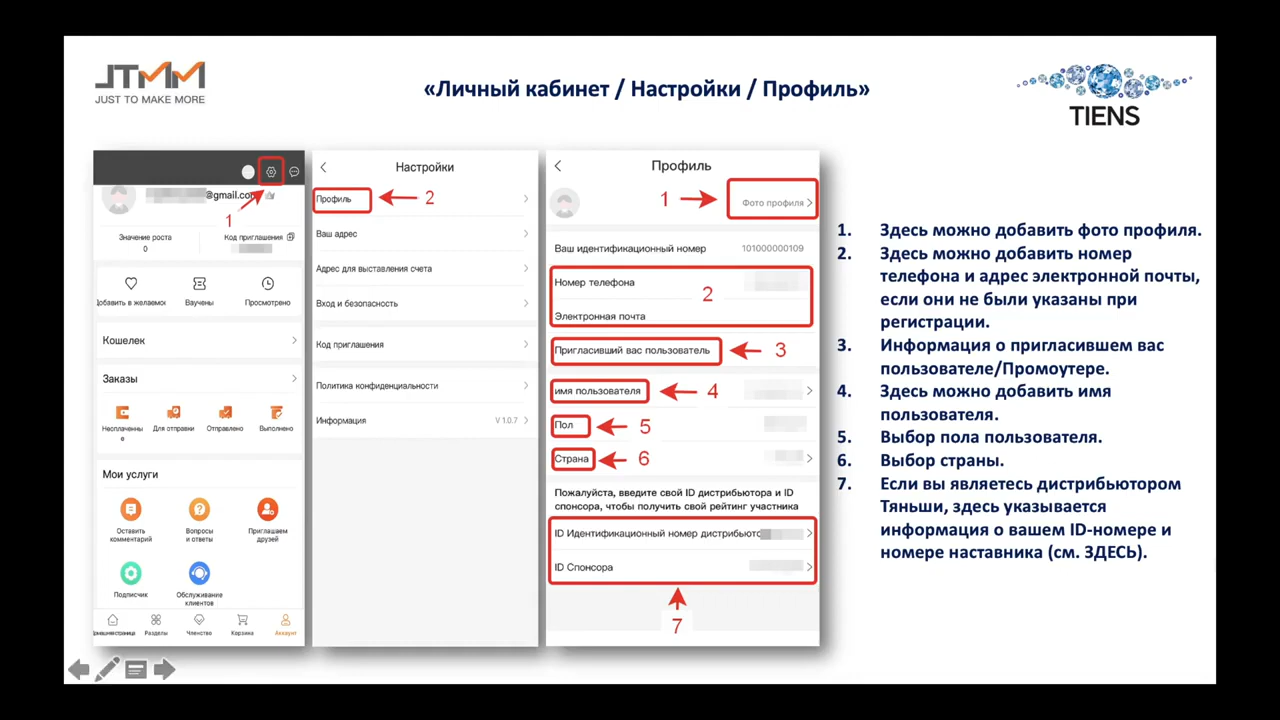 JTMM
JUST TO MAKE MORE
«Личный кабинет / Настройки / Профиль»
TIENS
@gmail.co
1
Значение роста
0
Код приглашения
Добавить в желаемое
Ваучены
Просмотрено
Кошелек
Заказы
Несплаченны
е
Для отправки
Отправлено
Выполнено
Мои услуги
Оставить
комментарий
Вопросы
и ответы
Приглашаем
друзей
Подписчик
Обслуживание
клиентов
Домашняя страница
Разделы
Членство
Корзина
Аккаунт
Настройки
Профиль
2
Ваш адрес
Адрес для выставления счета
Вход и безопасность
Код приглашения
Политика конфиденциальности
Информация
V 1.0.7
Профиль
1
Фото профиля
Ваш идентификационный номер 101000000109
Номер телефона
2
Электронная почта
Пригласивший вас пользователь
3
имя пользователя
4
Пол
5
Страна
6
Пожалуйста, введите свой ID дистрибьютора и ID
спонсора, чтобы получить свой рейтинг участника
ID Идентификационный номер дистрибьют
ID Спонсора
7
1. Здесь можно добавить фото профиля.
2. Здесь можно добавить номер
телефона и адрес электронной почты,
если они не были указаны при
регистрации.
3. Информация о пригласившем вас
пользователе/Промоутере.
4. Здесь можно добавить имя
пользователя.
5. Выбор пола пользователя.
6. Выбор страны.
7. Если вы являетесь дистрибьютором
Тяньши, здесь указывается
информация о вашем ID-номере и
номере наставника (см. ЗДЕСЬ).